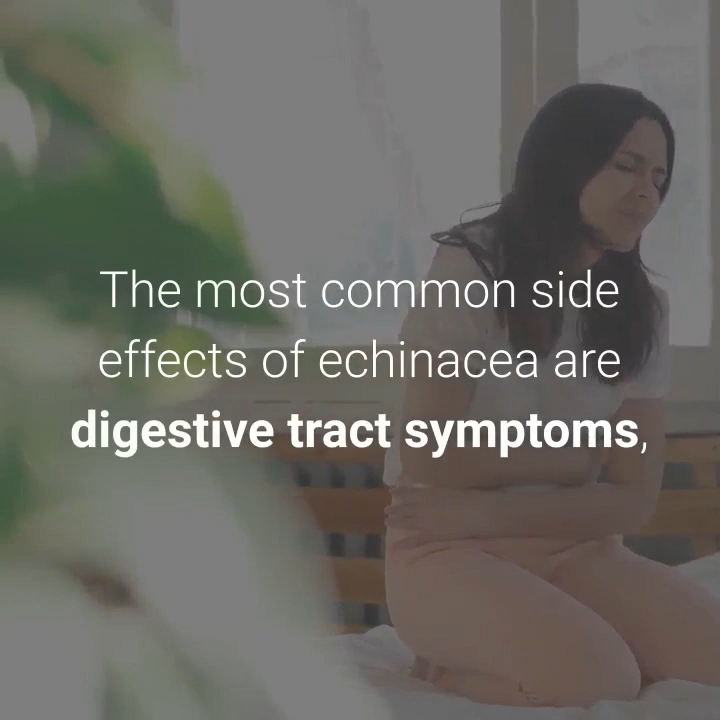 The most common side
effects of echinacea are
digestive tract symptoms,